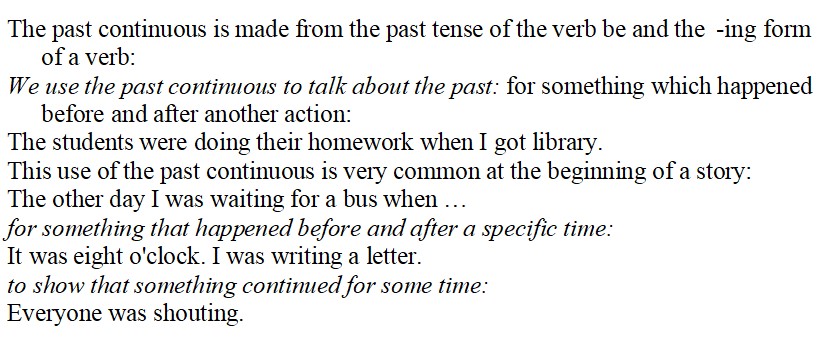 The past continuous is made from the past tense of the verb be and the -ing form
of a verb:
We use the past continuous to talk about the past: for something which happened
before and after another action:
The students were doing their homework when I got library.
This use of the past continuous is very common at the beginning of a story:
The other day I was waiting for a bus when …
for something that happened before and after a specific time:
It was eight o'clock. I was writing a letter.
to show that something continued for some time:
Everyone was shouting.